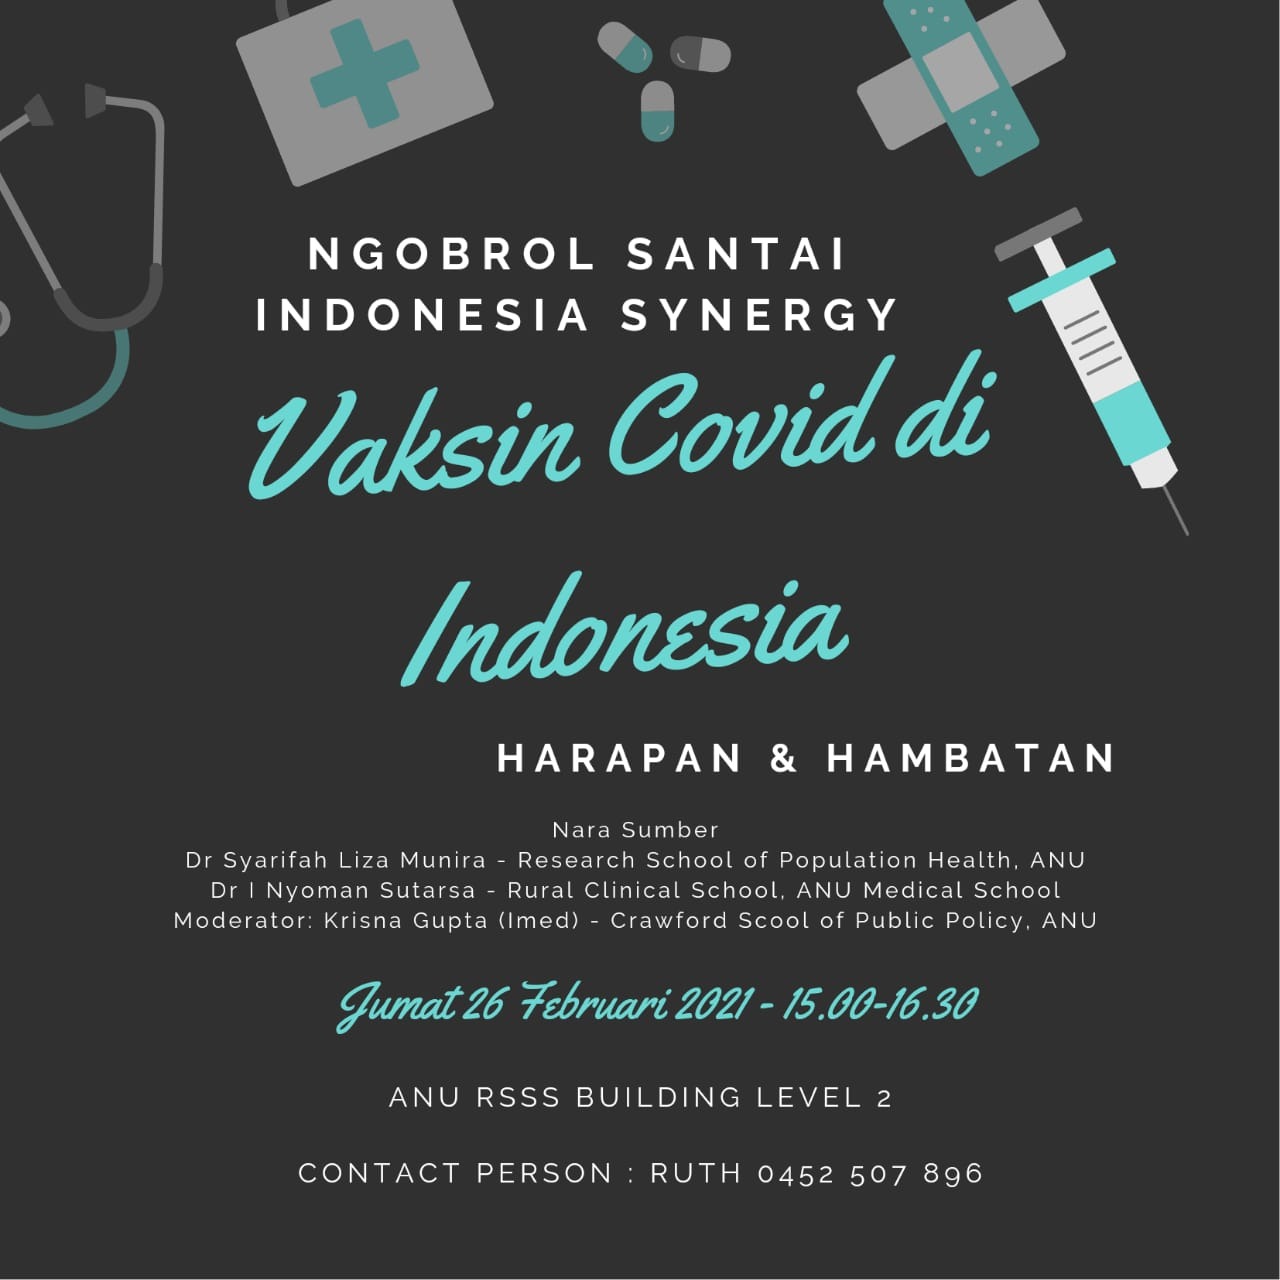 NGOBROL SANTAI
INDONESIA SYNERGY
Vaksin Covid di
Indonesia
HARAPAN & HAMBATAN
Nara Sumber
Dr Syarifah Liza Munira - Research School of Population Health, ANU
Dr I Nyoman Sutarsa - Rural Clinical School, ANU Medical School
Moderator: Krisna Gupta (Imed) - Crawford Scool of Public Policy, ANU
Jumat 26 Februari 2021 - 15.00-16.30
ANU RSSS BUILDING LEVEL 2
CONTACT PERSON : RUTH 0452 507 896